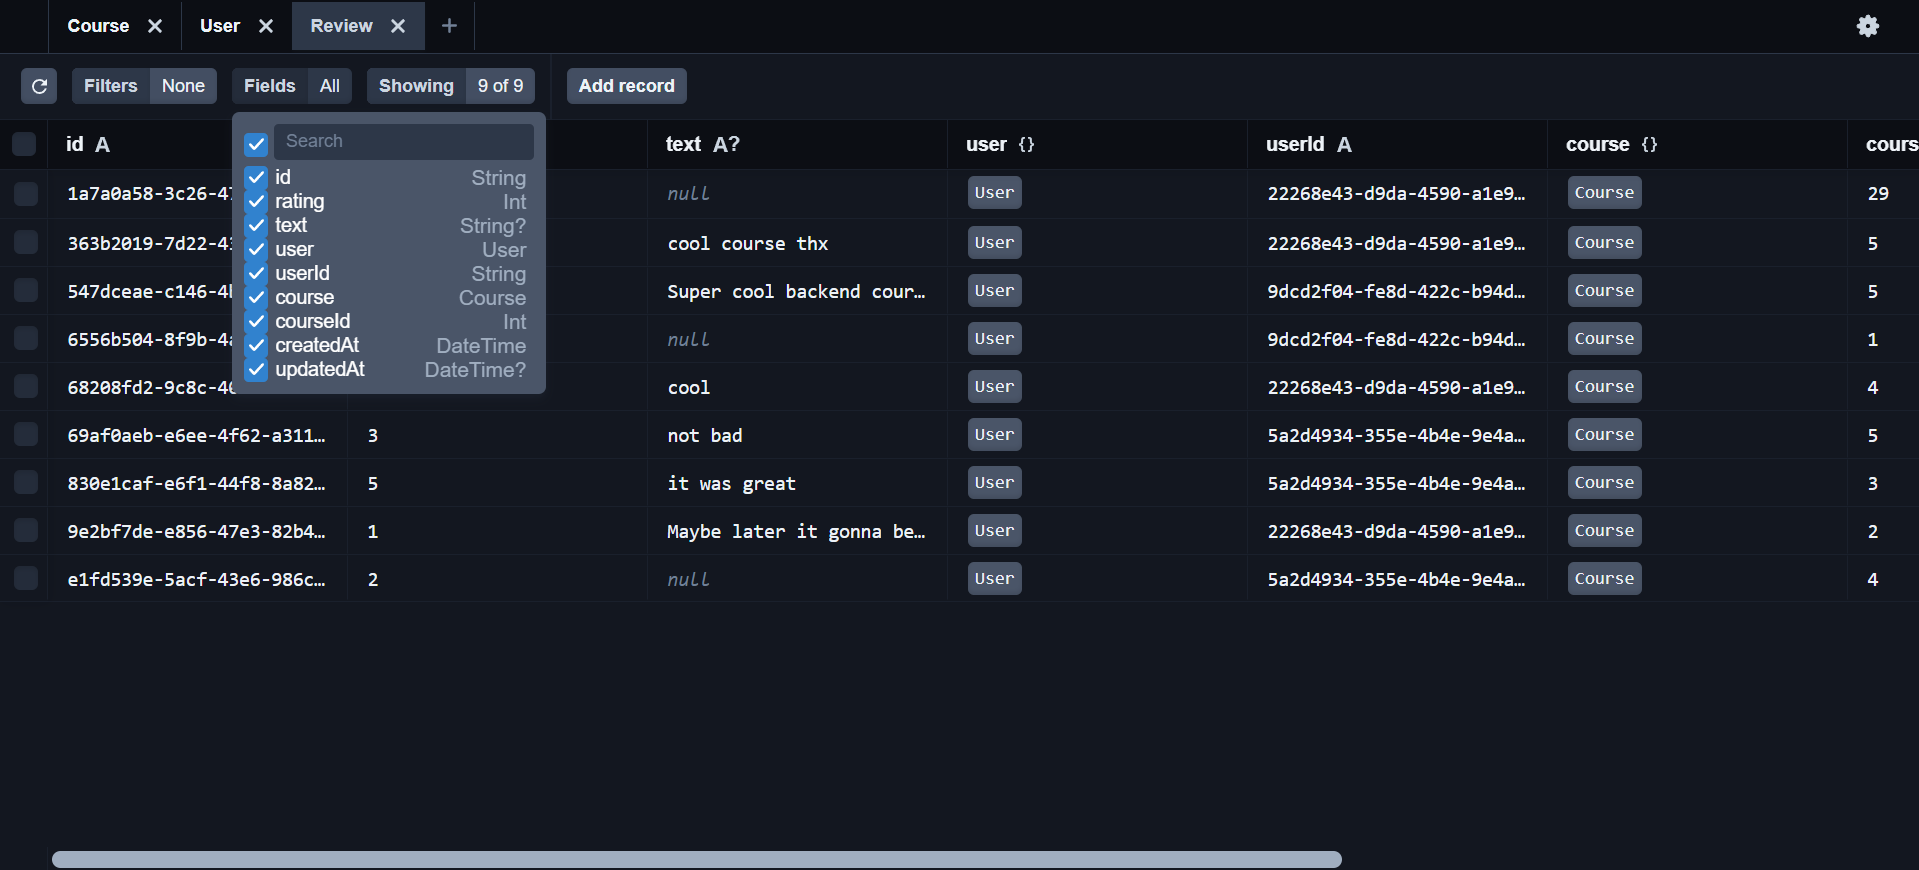 Course User Review
Filters None Fields All Showing 9 of 9 Add record
id A text A? user {} userId A course {} cours
Search
id String
rating Int
text String?
user User
userId String
course Course
courseId Int
createdAt DateTime
updatedAt DateTime?
1a7a0a58-3c26-47 null User 22268e43-d9da-4590-a1e9… Course 29
363b2019-7d22-43 cool course thx User 22268e43-d9da-4590-a1e9… Course 5
547dceae-c146-4 Super cool backend cour… User 9dcd2f04-fe8d-422c-b94d… Course 5
6556b504-8f9b-4a null User 9dcd2f04-fe8d-422c-b94d… Course 1
68208fd2-9c8c-40 cool User 22268e43-d9da-4590-a1e9… Course 4
69af0aeb-e6ee-4f62-a311… 3 not bad User 5a2d4934-355e-4b4e-9e4a… Course 5
830e1caf-e6f1-44f8-8a82… 5 it was great User 5a2d4934-355e-4b4e-9e4a… Course 3
9e2bf7de-e856-47e3-82b4… 1 Maybe later it gonna be… User 22268e43-d9da-4590-a1e9… Course 2
e1fd539e-5acf-43e6-986c… 2 null User 5a2d4934-355e-4b4e-9e4a… Course 4